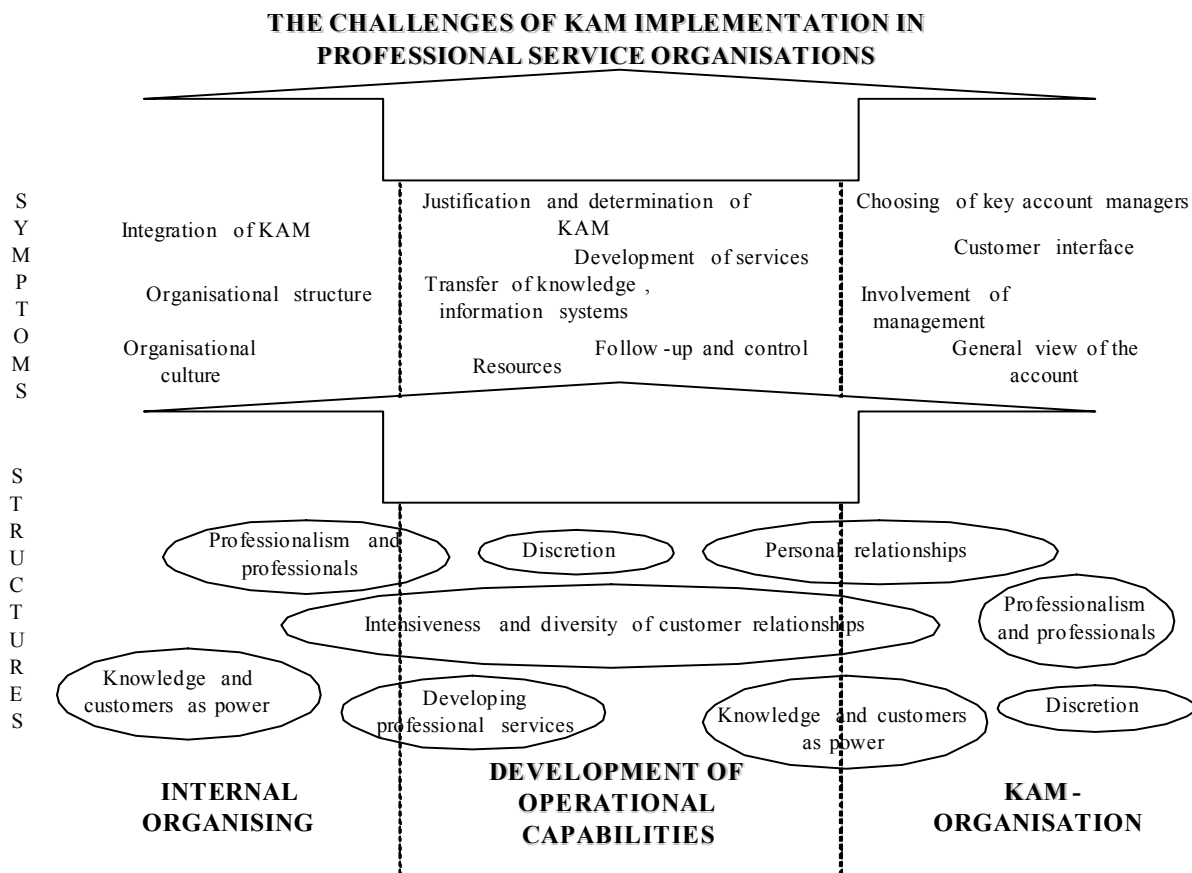 THE CHALLENGES OF KAM IMPLEMENTATION IN
PROFESSIONAL SERVICE ORGANISATIONS
SYMPTOMS
Integration of KAM
Organisational structure
Organisational
culture
Justification and determination of
KAM
Development of services
Transfer of knowledge ,
information systems
Follow -up and control
Resources
Choosing of key account managers
Customer interface
Involvement of
management
General view of the
account
STRUCTURES
Professionalism and
professionals
Discretion
Personal relationships
Intensiveness and diversity of customer relationships
Professionalism
and professionals
Knowledge and
customers as power
Developing
professional services
Knowledge and customers
as power
Discretion
INTERNAL
ORGANISING
DEVELOPMENT OF
OPERATIONAL
CAPABILITIES
KAM -
ORGANISATION